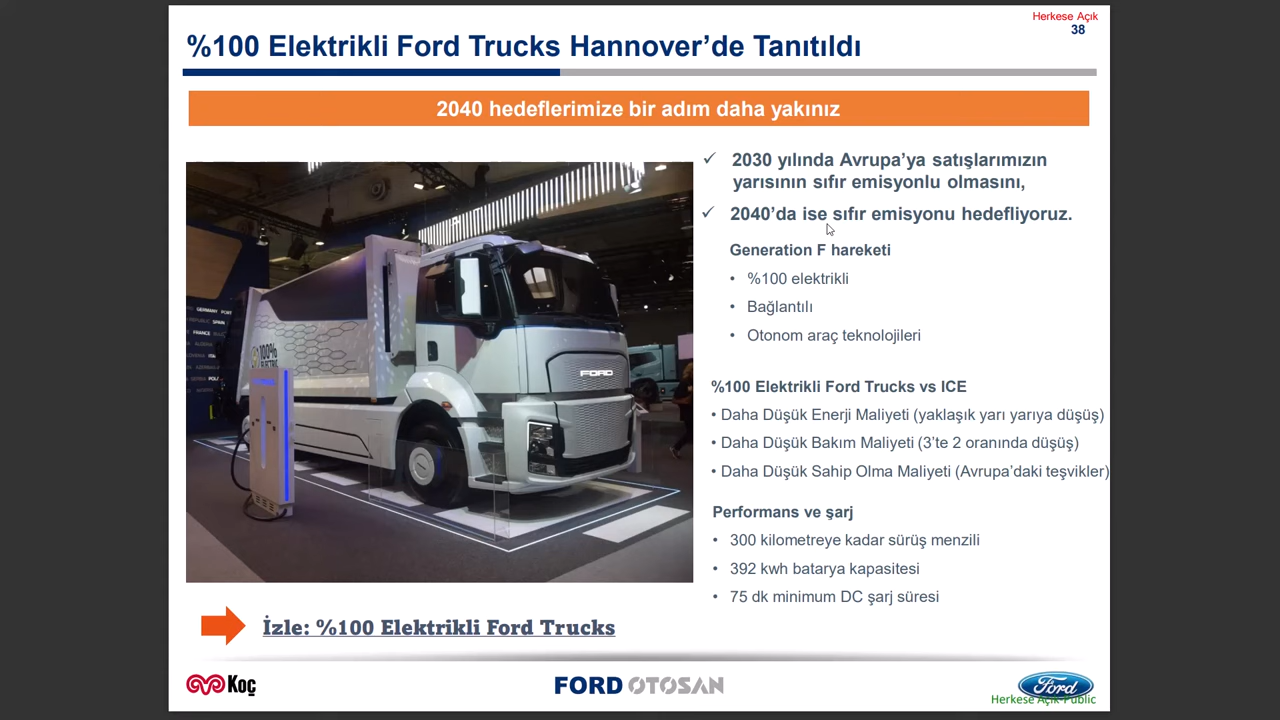 Herkese Açık
38
%100 Elektrikli Ford Trucks Hannover’de Tanıtıldı
2040 hedeflerimize bir adım daha yakınız
✓ 2030 yılında Avrupa’ya satışlarımızın
yarısının sıfır emisyonlu olmasını,
✓ 2040’da ise sıfır emisyonu hedefliyoruz.
Generation F hareketi
• %100 elektrikli
• Bağlantılı
• Otonom araç teknolojileri
%100 Elektrikli Ford Trucks vs ICE
• Daha Düşük Enerji Maliyeti (yaklaşık yarı yarıya düşüş)
• Daha Düşük Bakım Maliyeti (3’te 2 oranında düşüş)
• Daha Düşük Sahip Olma Maliyeti (Avrupa’daki teşvikler)
Performans ve şarj
• 300 kilometreye kadar sürüş menzili
• 392 kwh batarya kapasitesi
• 75 dk minimum DC şarj süresi
GERMANY
SPAIN
FRANCE
100%
FORD
İzle: %100 Elektrikli Ford Trucks
Koç
FORD OTOSAN
Ford
Herkese Açık-Public